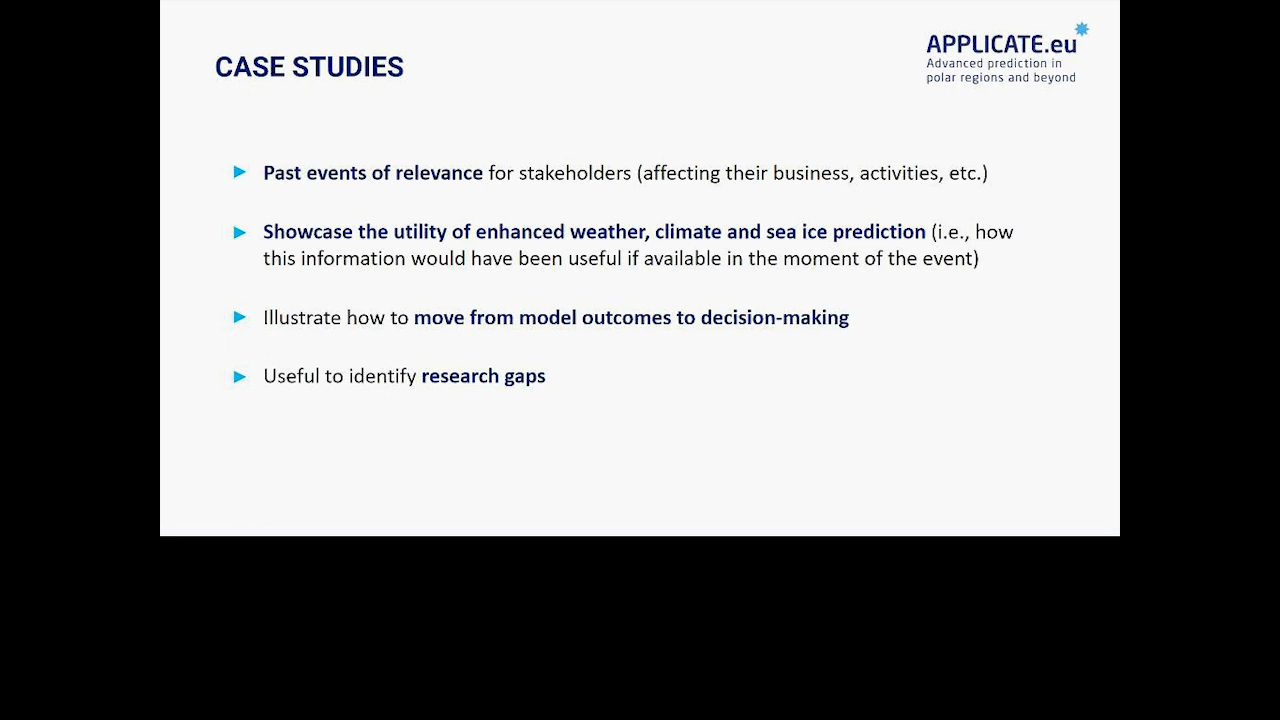 CASE STUDIES
APPLICATE.eu
Advanced prediction in
polar regions and beyond
Past events of relevance for stakeholders (affecting their business, activities, etc.)
Showcase the utility of enhanced weather, climate and sea ice prediction (i.e., how
this information would have been useful if available in the moment of the event)
Illustrate how to move from model outcomes to decision-making
Useful to identify research gaps